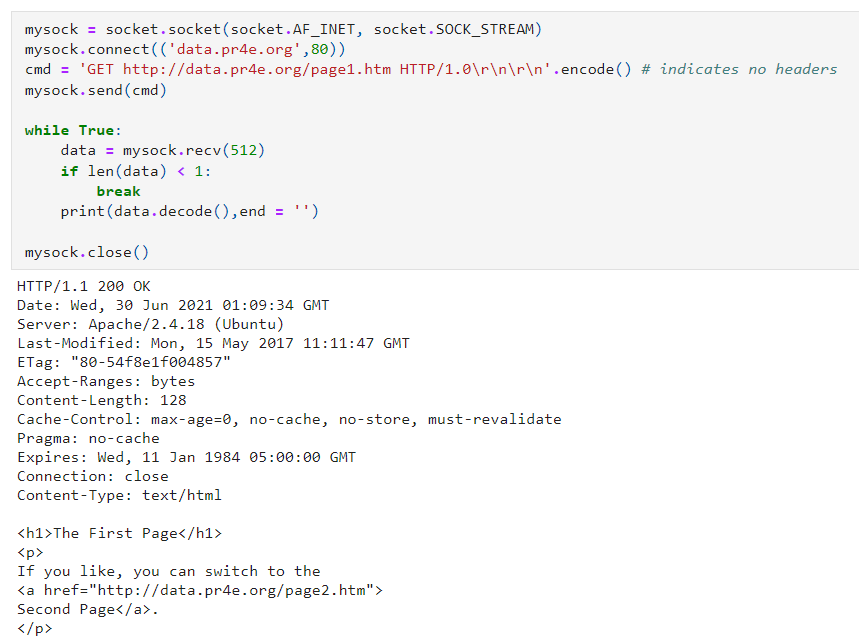 mysock = socket.socket(socket.AF_INET, socket.SOCK_STREAM)
mysock.connect(('data.pr4e.org',80))
cmd = 'GET http://data.pr4e.org/page1.htm HTTP/1.0\r\n\r\n'.encode() # indicates no headers
mysock.send(cmd)

while True:
    data = mysock.recv(512)
    if len(data) < 1:
        break
    print(data.decode(),end = '')

mysock.close()
HTTP/1.1 200 OK
Date: Wed, 30 Jun 2021 01:09:34 GMT
Server: Apache/2.4.18 (Ubuntu)
Last-Modified: Mon, 15 May 2017 11:11:47 GMT
ETag: "80-54f8e1f004857"
Accept-Ranges: bytes
Content-Length: 128
Cache-Control: max-age=0, no-cache, no-store, must-revalidate
Pragma: no-cache
Expires: Wed, 11 Jan 1984 05:00:00 GMT
Connection: close
Content-Type: text/html

<h1>The First Page</h1>
<p>
If you like, you can switch to the
<a href="http://data.pr4e.org/page2.htm">
Second Page</a>.
</p>